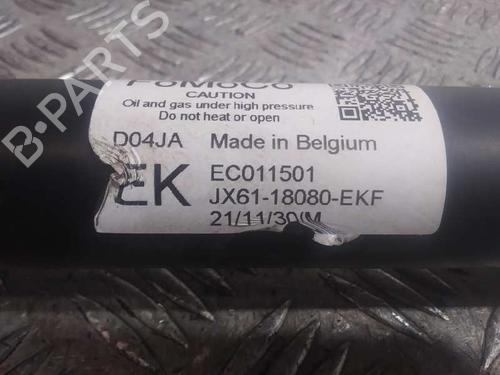 B-PARTS
FoMoCo
CAUTION
Oil and gas under high pressure
Do not heat or open
D04JA Made in Belgium
EK
EC011501
JX61-18080-EKF
21/11/30/M